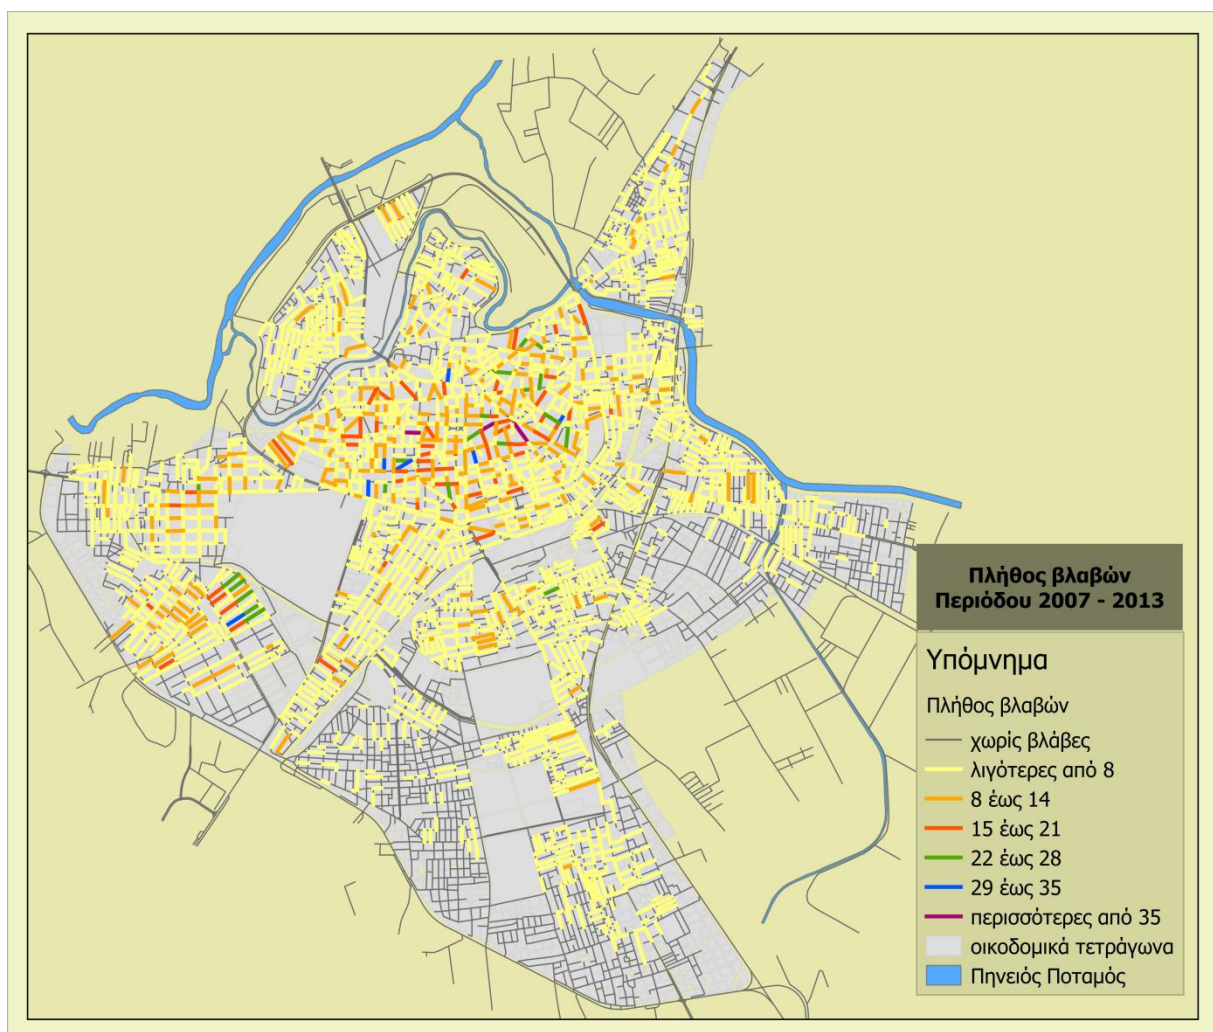 Πλήθος βλαβών
Περιόδου 2007 - 2013
Υπόμνημα
Πλήθος βλαβών
χωρίς βλάβες
λιγότερες από 8
8 έως 14
15 έως 21
22 έως 28
29 έως 35
περισσότερες από 35
οικοδομικά τετράγωνα
Πηνειός Ποταμός